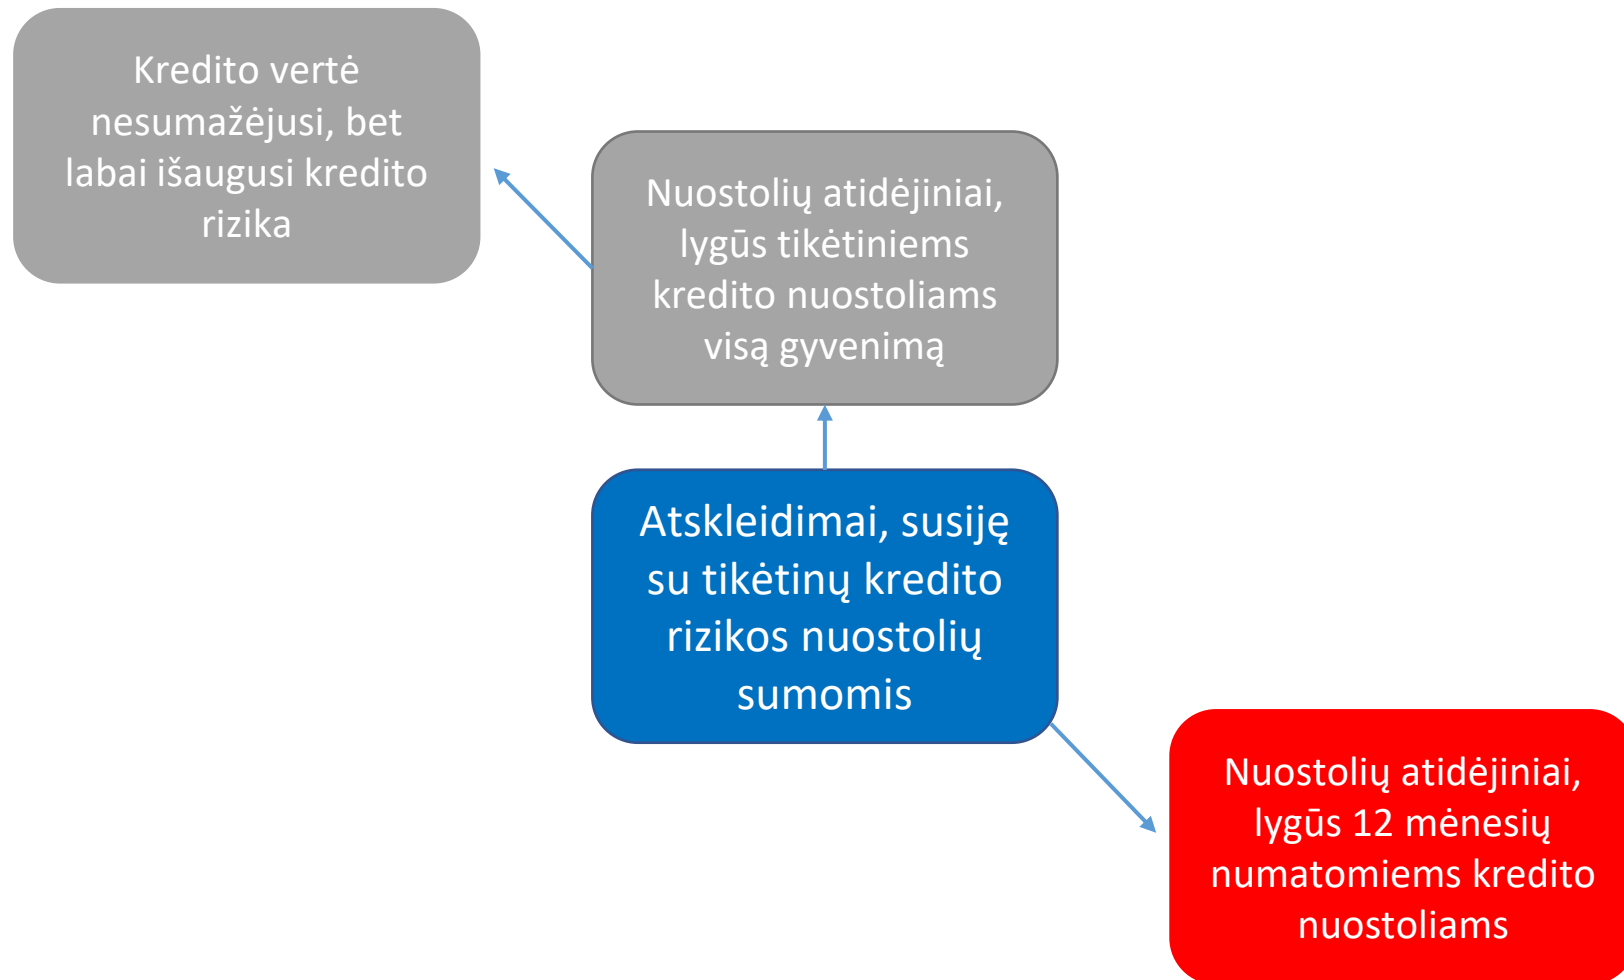 Kredito vertė
nesumažėjusi, bet
labai išaugusi kredito
rizika
Nuostolių atidėjiniai,
lygūs tikėtiniems
kredito nuostoliams
visą gyvenimą
Atskleidimai, susiję
su tikėtinų kredito
rizikos nuostolių
sumomis
Nuostolių atidėjiniai,
lygūs 12 mėnesių
numatomiems kredito
nuostoliams